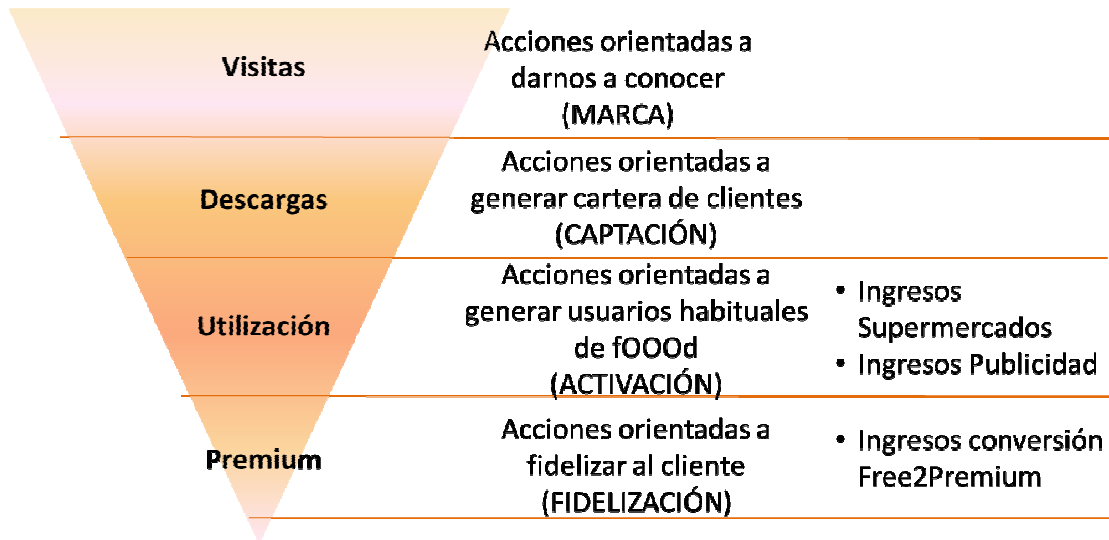 Visitas
Acciones orientadas a
darnos a conocer
(MARCA)
Descargas
Acciones orientadas a
generar cartera de clientes
(CAPTACIÓN)
Utilización
Acciones orientadas a
generar usuarios habituales
de fOOOd
(ACTIVACIÓN)
• Ingresos
Supermercados
• Ingresos Publicidad
Premium
Acciones orientadas a
fidelizar al cliente
(FIDELIZACIÓN)
• Ingresos conversión
Free2Premium